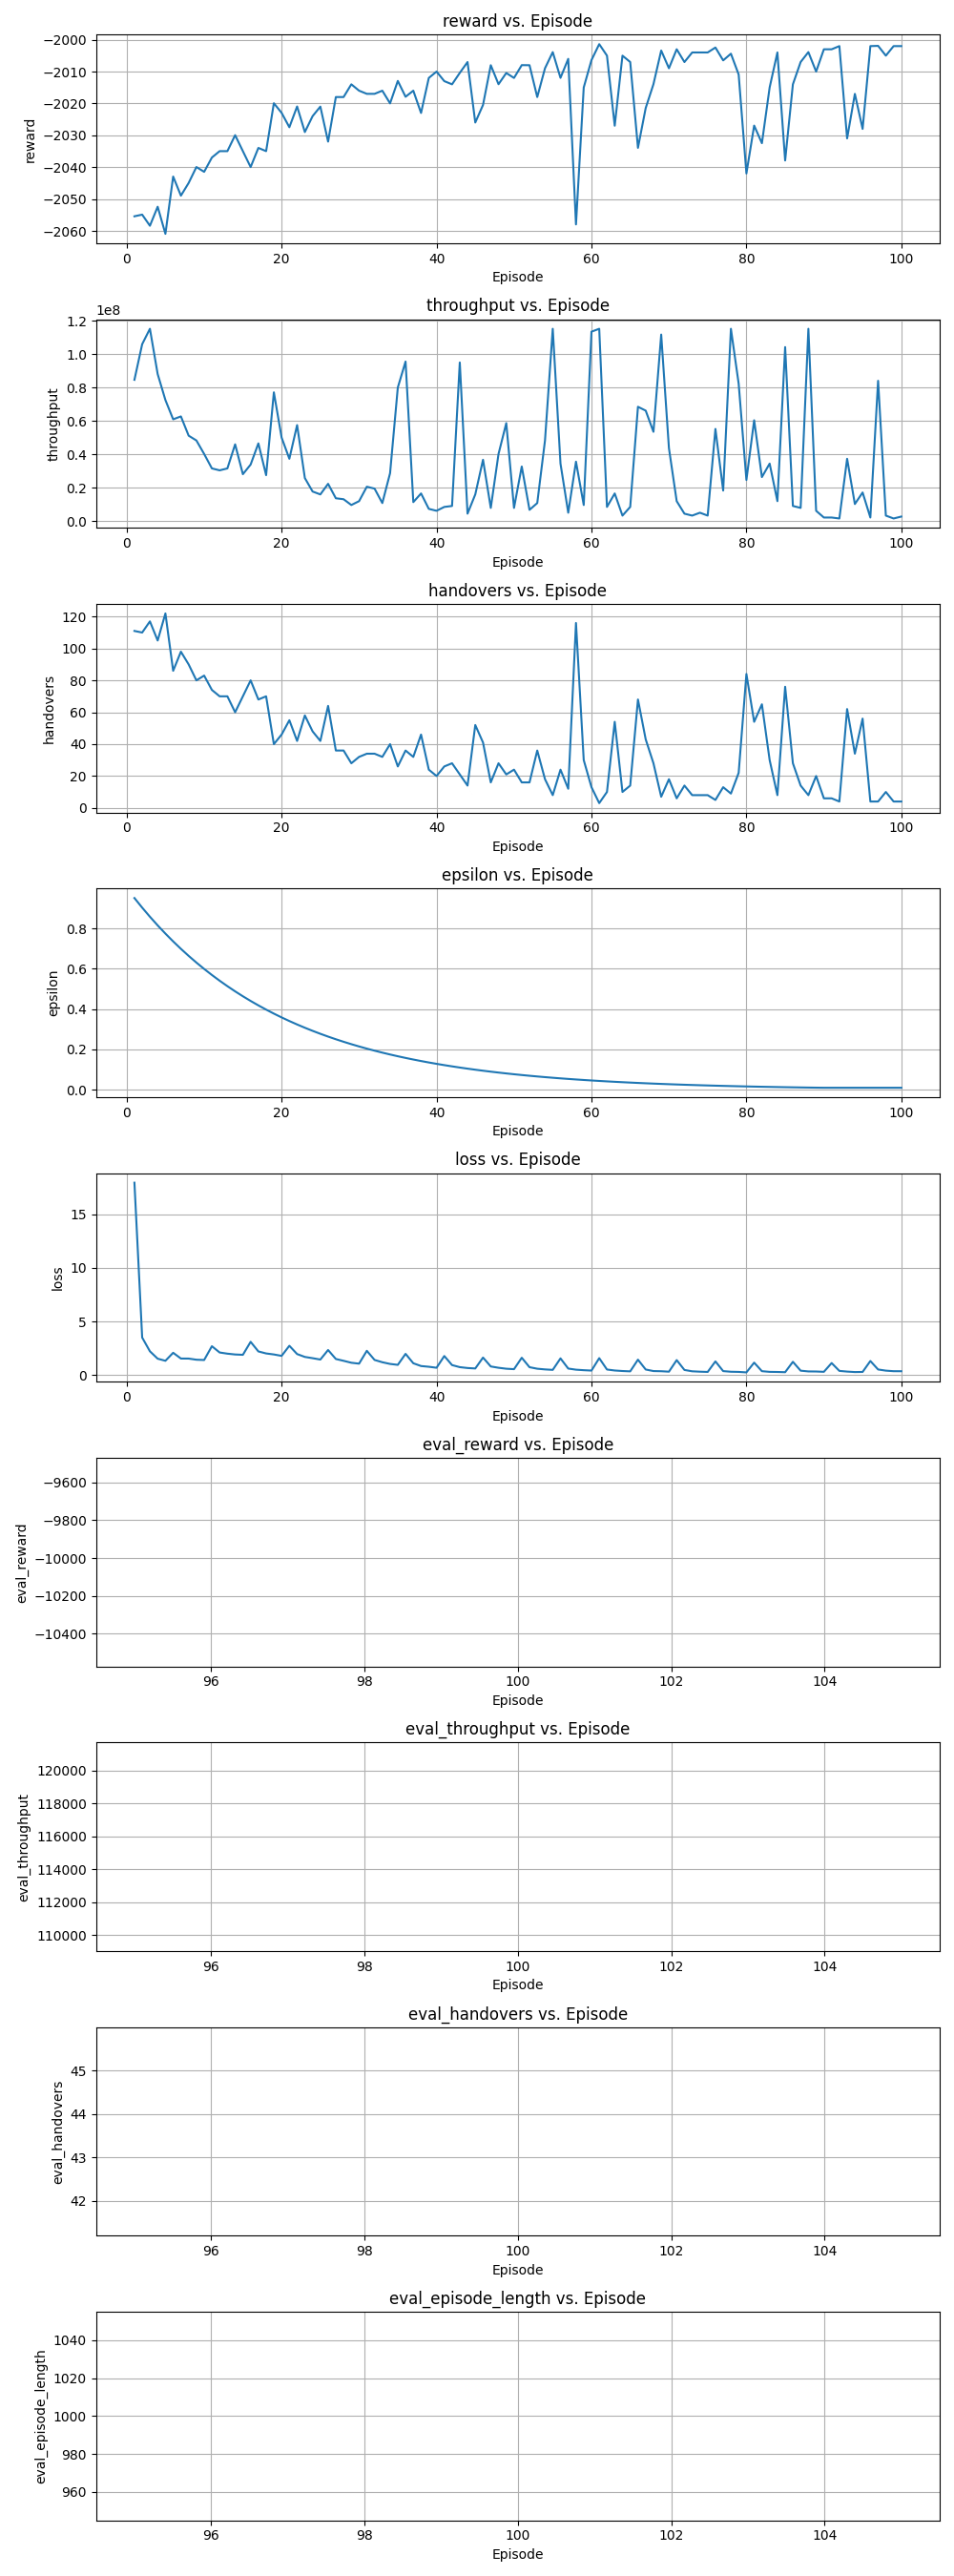 reward vs. Episode
−2000
−2010
−2020
−2030
−2040
−2050
−2060
reward
0 20 40 60 80 100
Episode
throughput vs. Episode
1e8
1.2
1.0
0.8
0.6
0.4
0.2
0.0
throughput
0 20 40 60 80 100
Episode
handovers vs. Episode
120
100
80
60
40
20
0
handovers
0 20 40 60 80 100
Episode
epsilon vs. Episode
0.8
0.6
0.4
0.2
0.0
epsilon
0 20 40 60 80 100
Episode
loss vs. Episode
15
10
5
0
loss
0 20 40 60 80 100
Episode
eval_reward vs. Episode
−9600
−9800
−10000
−10200
−10400
eval_reward
96 98 100 102 104
Episode
eval_throughput vs. Episode
120000
118000
116000
114000
112000
110000
eval_throughput
96 98 100 102 104
Episode
eval_handovers vs. Episode
45
44
43
42
eval_handovers
96 98 100 102 104
Episode
eval_episode_length vs. Episode
1040
1020
1000
980
960
eval_episode_length
96 98 100 102 104
Episode